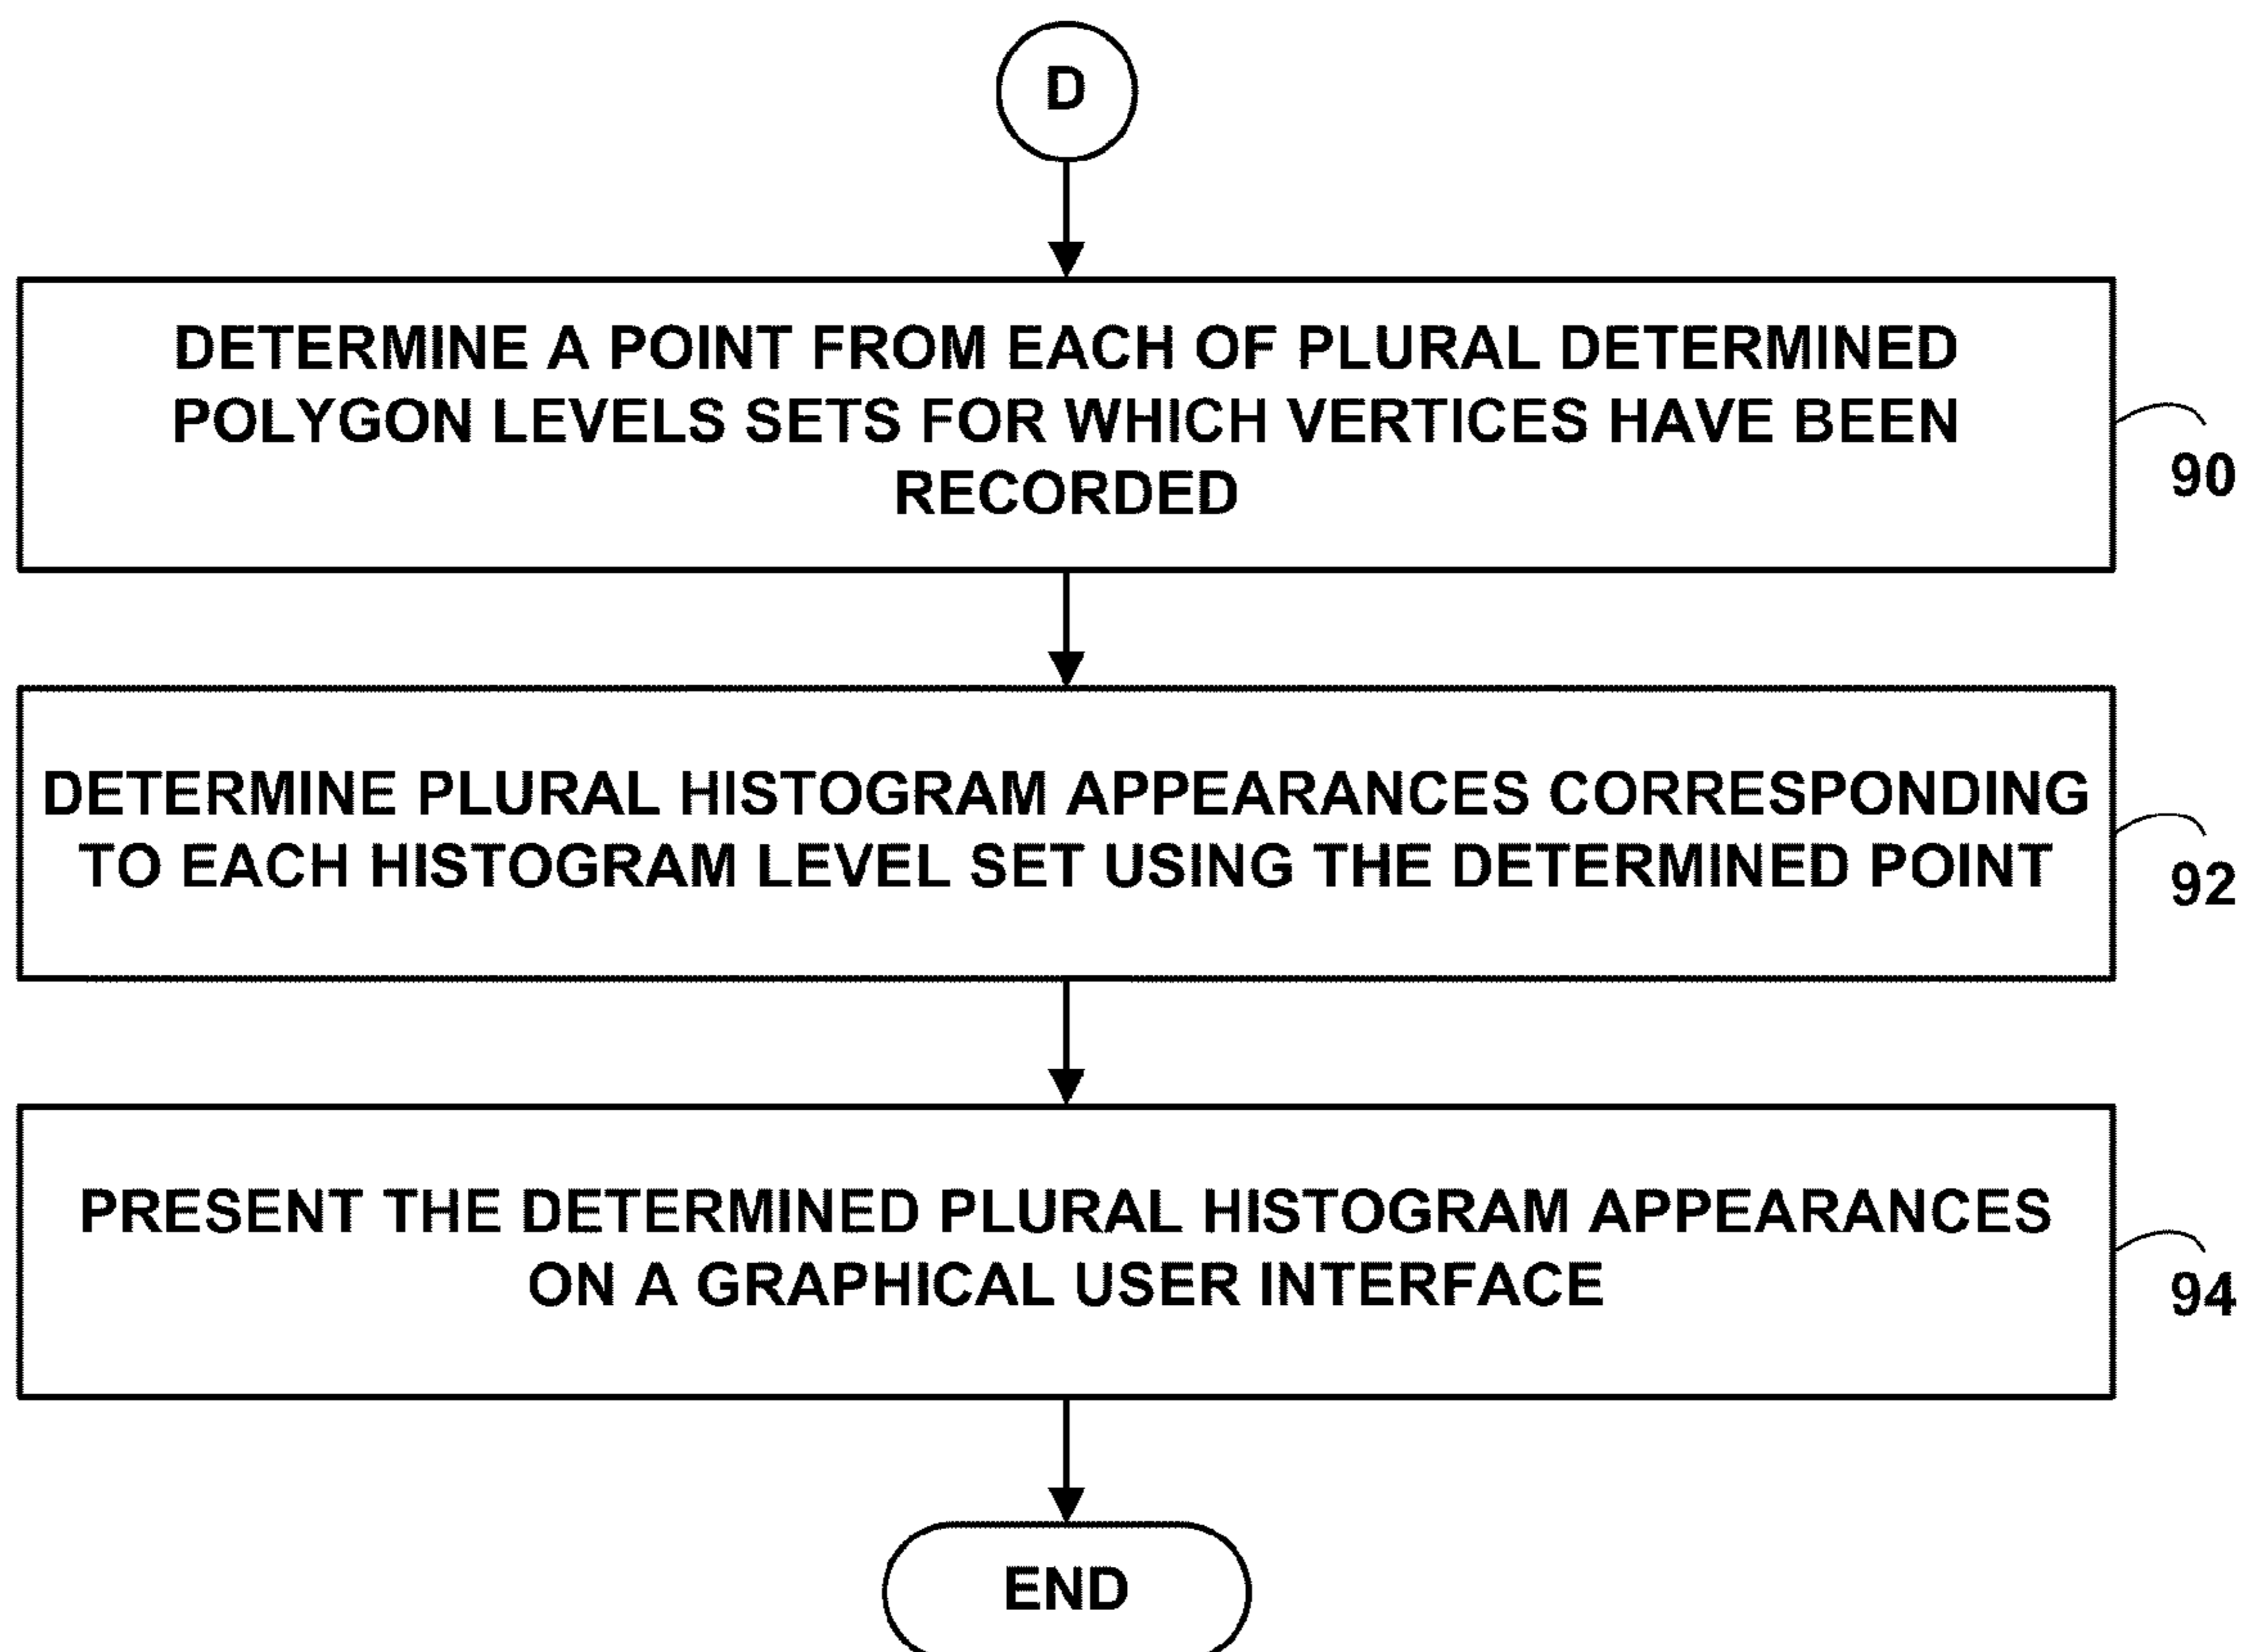 D
DETERMINE A POINT FROM EACH OF PLURAL DETERMINED
POLYGON LEVELS SETS FOR WHICH VERTICES HAVE BEEN
RECORDED
90
DETERMINE PLURAL HISTOGRAM APPEARANCES CORRESPONDING
TO EACH HISTOGRAM LEVEL SET USING THE DETERMINED POINT
92
PRESENT THE DETERMINED PLURAL HISTOGRAM APPEARANCES
ON A GRAPHICAL USER INTERFACE
94
END